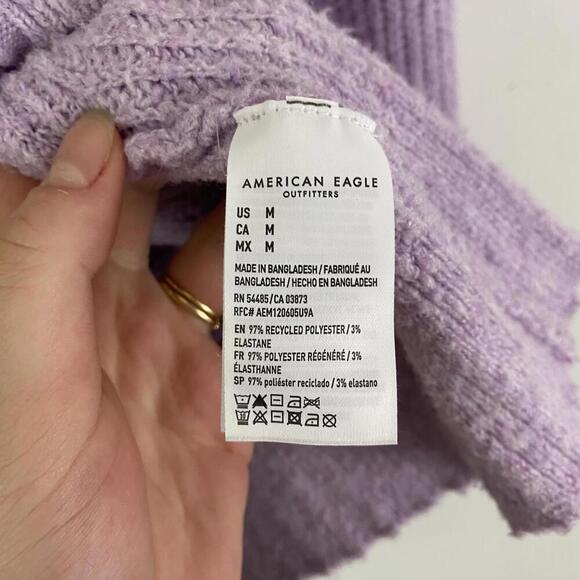 AMERICAN EAGLE
OUTFITTERS
US M
CA M
MX M
MADE IN BANGLADESH / FABRIQUÉ AU
BANGLADESH / HECHO EN BANGLADESH
RN 54485 / CA 03873
RFC# AEM120605U9A
EN 97% RECYCLED POLYESTER / 3%
ELASTANE
FR 97% POLYESTER RÉGÉNÉRÉ / 3%
ÉLASTHANNE
SP 97% poliéster reciclado / 3% elastano